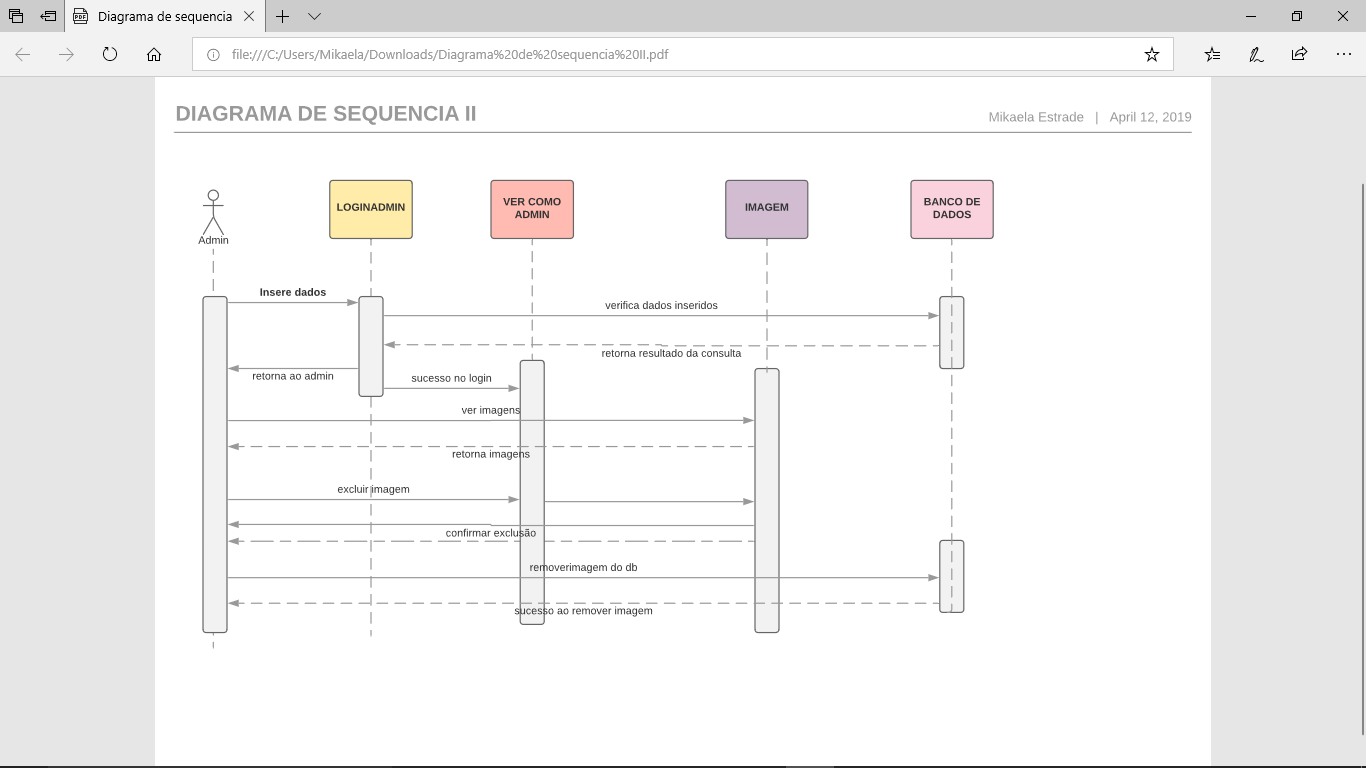 Diagrama de sequencia
file:///C:/Users/Mikaela/Downloads/Diagrama%20de%20sequencia%20II.pdf
DIAGRAMA DE SEQUENCIA II
Mikaela Estrade | April 12, 2019
Admin
LOGINADMIN
VER COMO
ADMIN
IMAGEM
BANCO DE
DADOS
Insere dados
verifica dados inseridos
retorna resultado da consulta
retorna ao admin
sucesso no login
ver imagens
retorna imagens
excluir imagem
confirmar exclusão
removerimagem do db
sucesso ao remover imagem